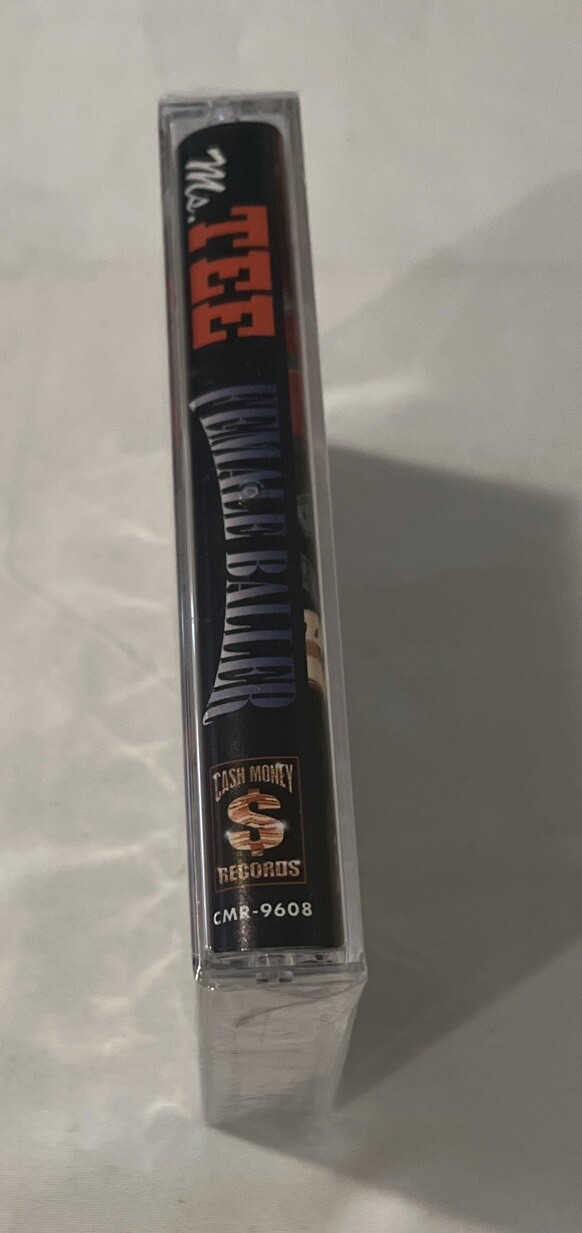 Ms. TEE
FEMALE BALLER
CASH MONEY
$
RECORDS
CMR-9608